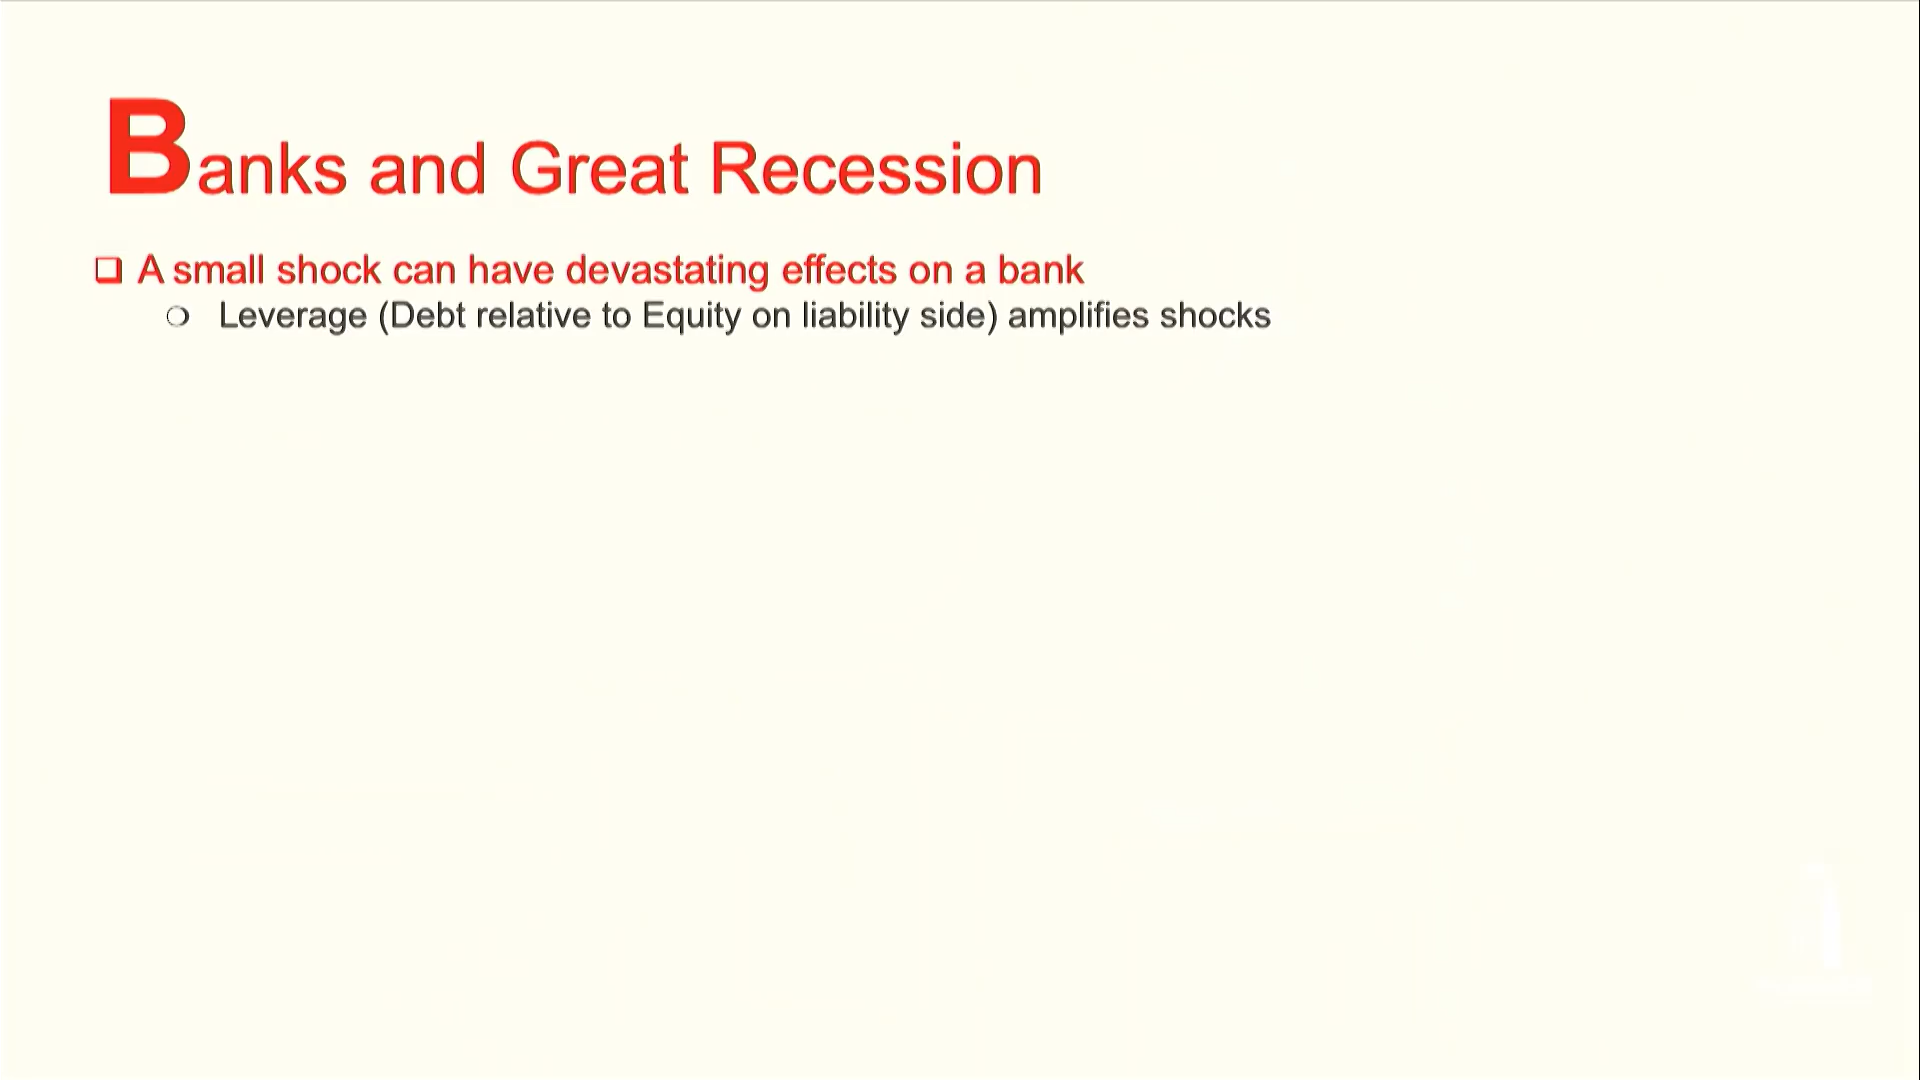 Banks and Great Recession
A small shock can have devastating effects on a bank
Leverage (Debt relative to Equity on liability side) amplifies shocks